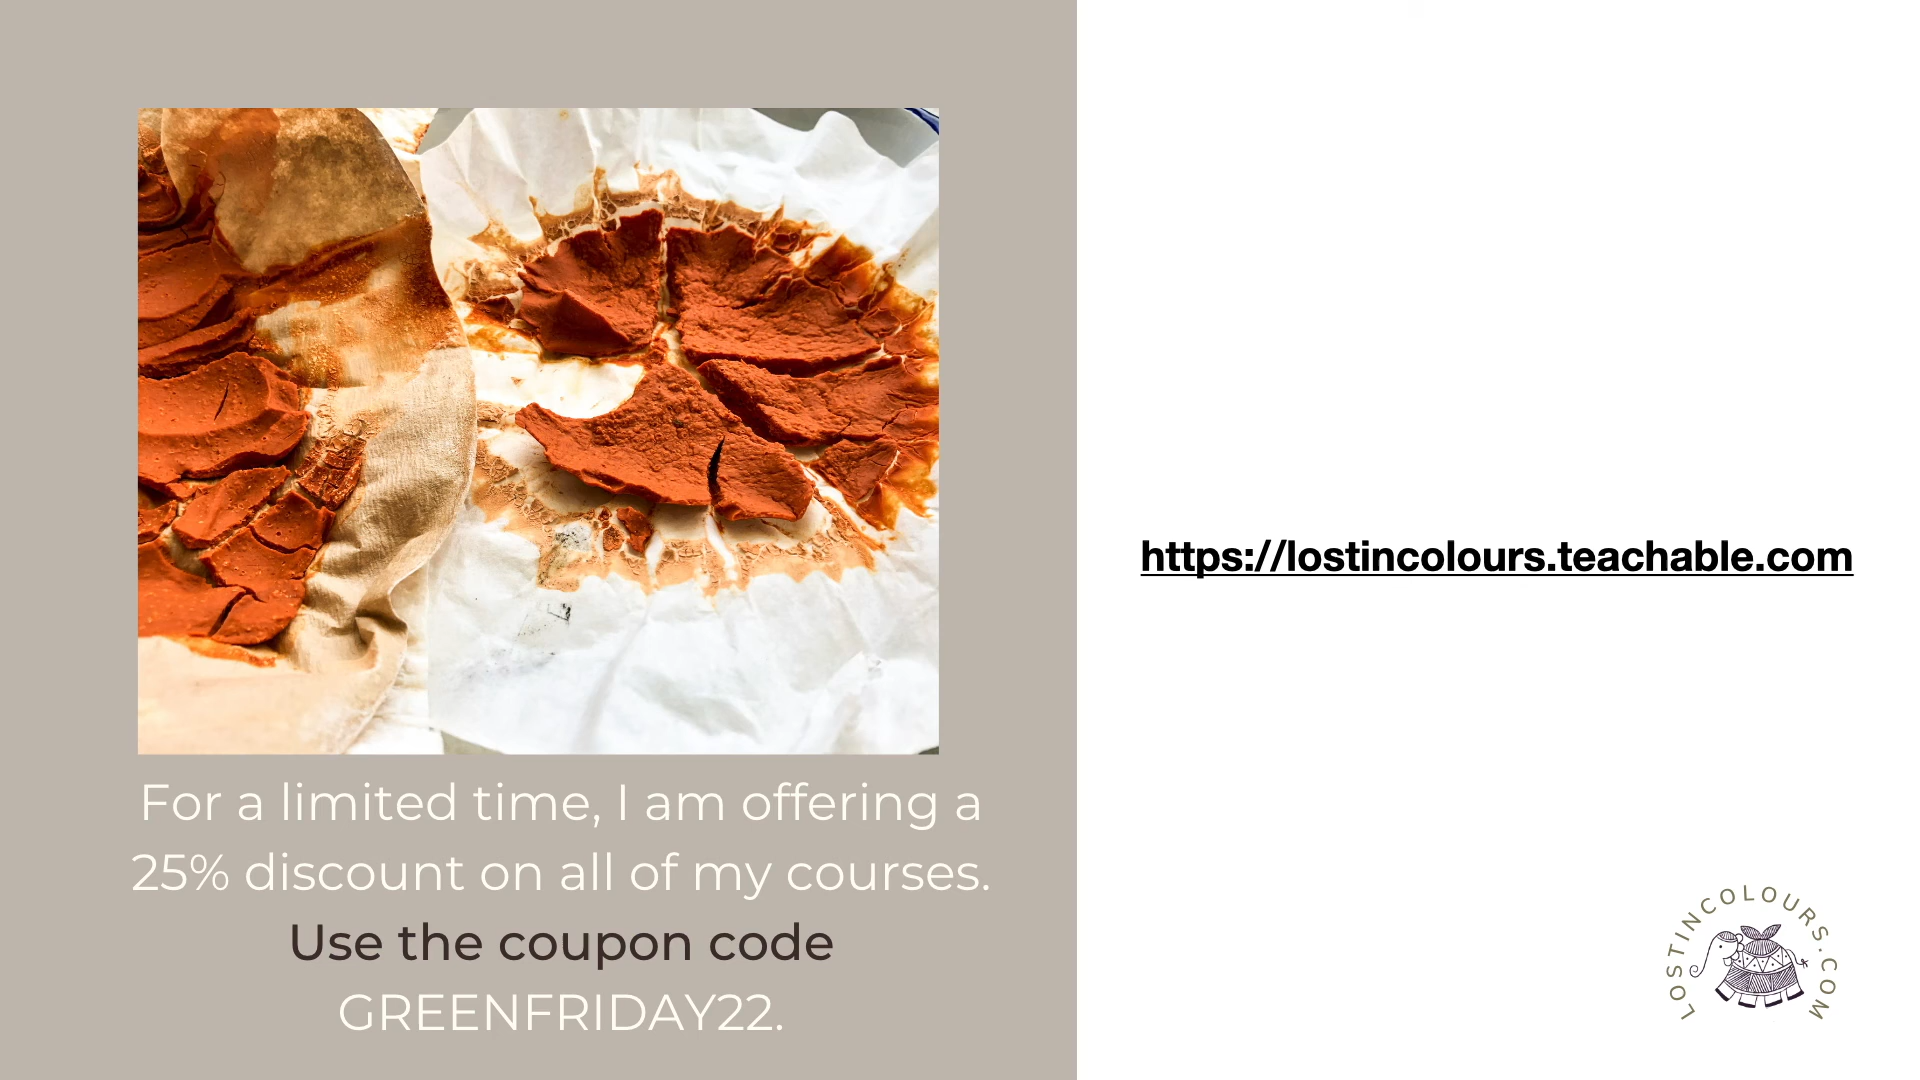 For a limited time, I am offering a
25% discount on all of my courses.
Use the coupon code
GREENFRIDAY22.
https://lostincolours.teachable.com
LOSTINCOLOURS.COM